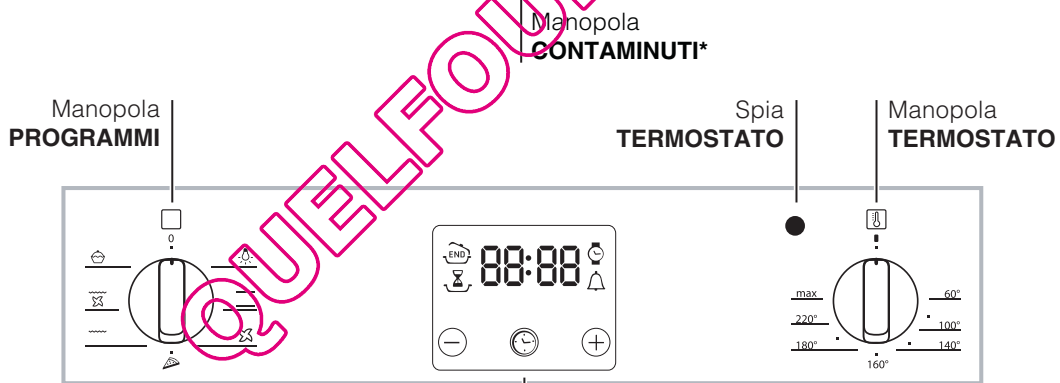 Manopola
CONTAMINUTI*
Manopola
PROGRAMMI
Spia
TERMOSTATO
Manopola
TERMOSTATO
0
END
88:88
max
60°
220°
100°
180°
140°
160°